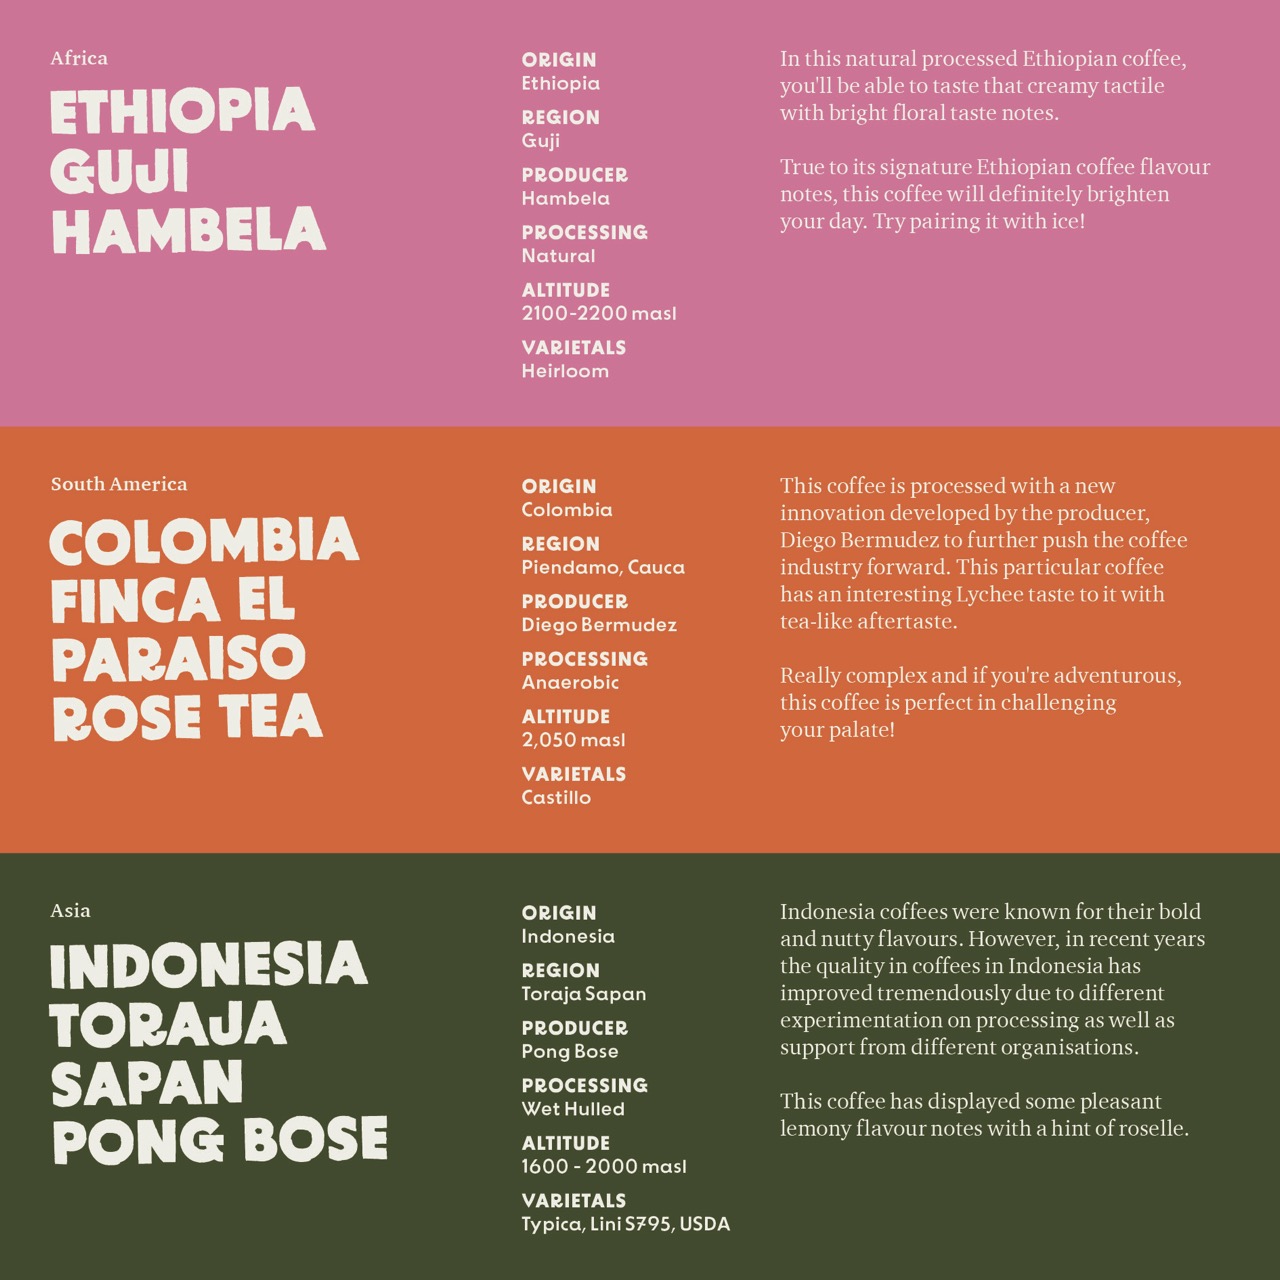 Africa
ETHIOPIA
GUJI
HAMBELA
ORIGIN
Ethiopia
REGION
Guji
PRODUCER
Hambela
PROCESSING
Natural
ALTITUDE
2100-2200 masl
VARIETALS
Heirloom
In this natural processed Ethiopian coffee,
you'll be able to taste that creamy tactile
with bright floral taste notes.
True to its signature Ethiopian coffee flavour
notes, this coffee will definitely brighten
your day. Try pairing it with ice!
South America
COLOMBIA
FINCA EL
PARAISO
ROSE TEA
ORIGIN
Colombia
REGION
Piendamo, Cauca
PRODUCER
Diego Bermudez
PROCESSING
Anaerobic
ALTITUDE
2,050 masl
VARIETALS
Castillo
This coffee is processed with a new
innovation developed by the producer,
Diego Bermudez to further push the coffee
industry forward. This particular coffee
has an interesting Lychee taste to it with
tea-like aftertaste.
Really complex and if you're adventurous,
this coffee is perfect in challenging
your palate!
Asia
INDONESIA
TORAJA
SAPAN
PONG BOSE
ORIGIN
Indonesia
REGION
Toraja Sapan
PRODUCER
Pong Bose
PROCESSING
Wet Hulled
ALTITUDE
1600 - 2000 masl
VARIETALS
Typica, Lini S795, USDA
Indonesia coffees were known for their bold
and nutty flavours. However, in recent years
the quality in coffees in Indonesia has
improved tremendously due to different
experimentation on processing as well as
support from different organisations.
This coffee has displayed some pleasant
lemony flavour notes with a hint of roselle.